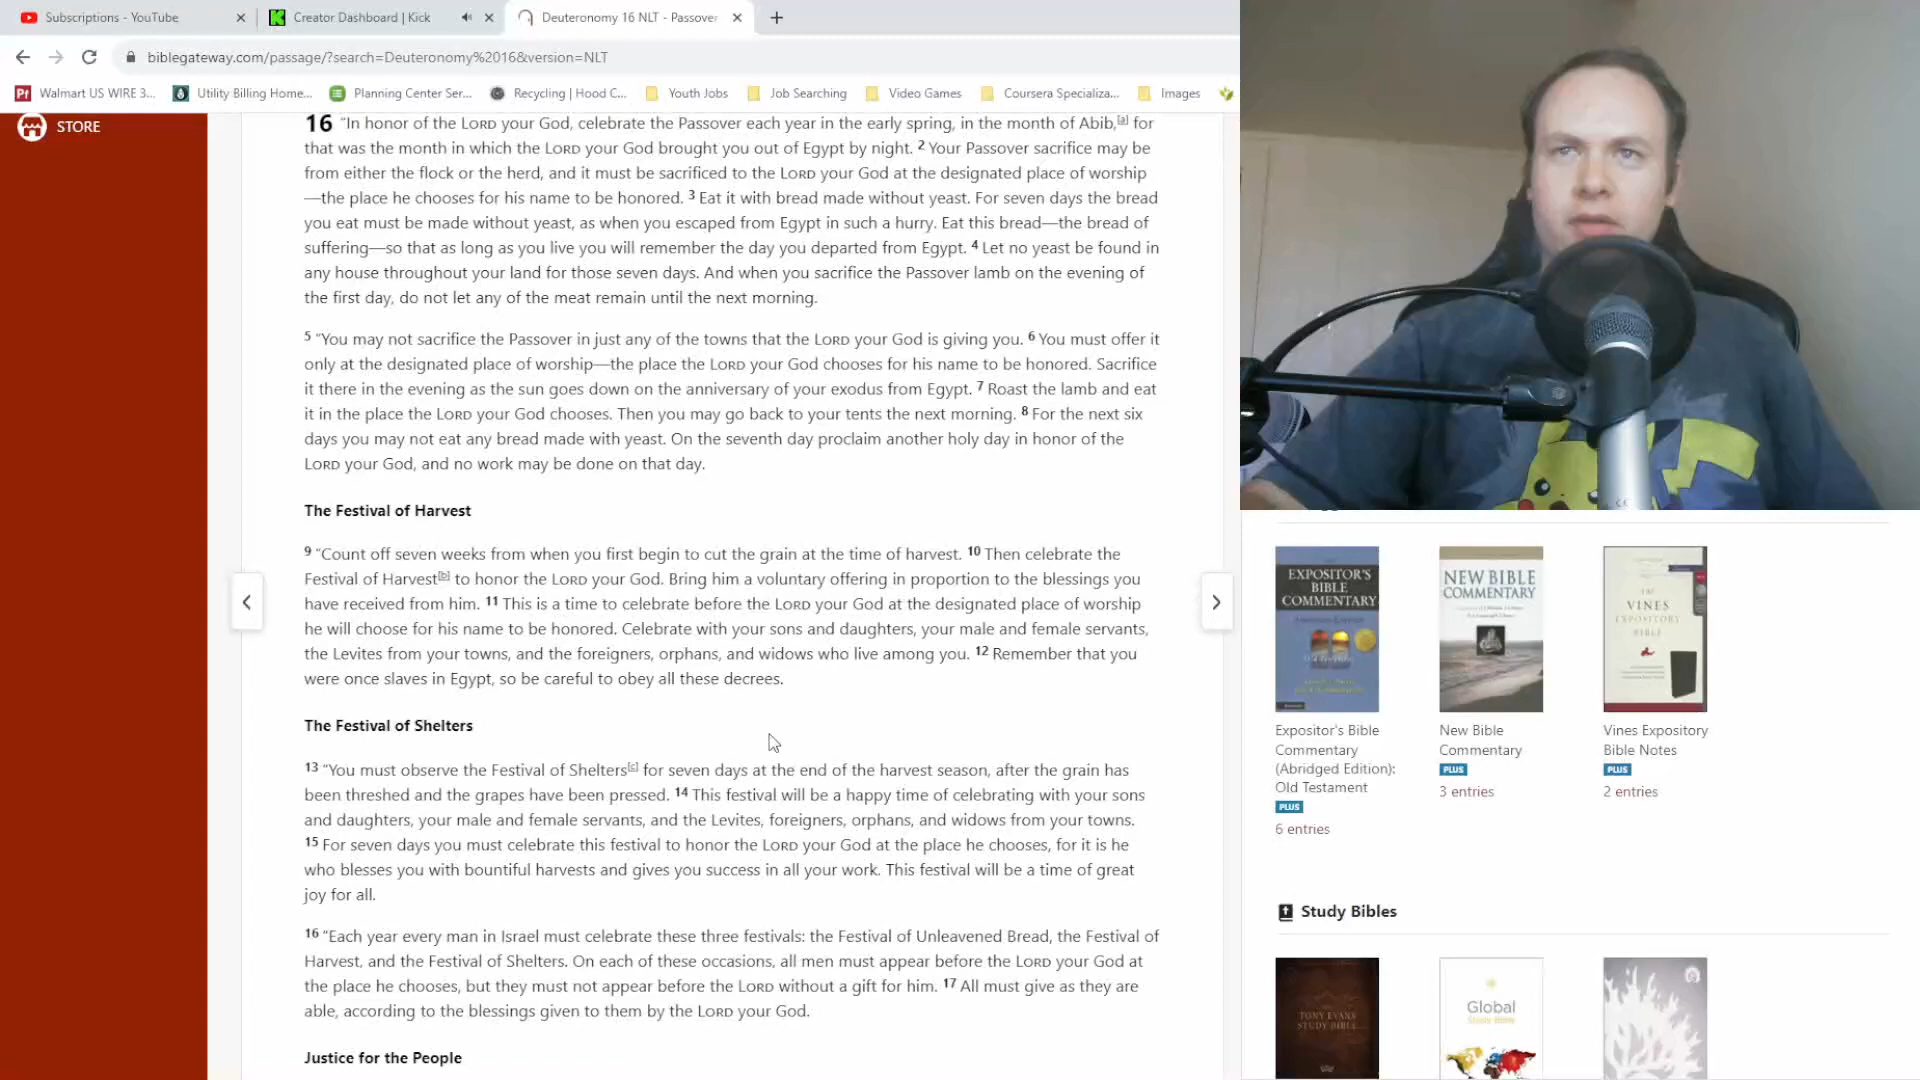 Subscriptions - YouTube
Creator Dashboard | Kick
Deuteronomy 16 NLT - Passover
biblegateway.com/passage/?search=Deuteronomy%2016&version=NLT
Walmart US WIRE 3...
Utility Billing Home...
Planning Center Ser...
Recycling | Hood C...
Youth Jobs
Job Searching
Video Games
Coursera Specializa...
Images
STORE
16 “In honor of the LORD your God, celebrate the Passover each year in the early spring, in the month of Abib,[a] for
that was the month in which the LORD your God brought you out of Egypt by night. 2 Your Passover sacrifice may be
from either the flock or the herd, and it must be sacrificed to the LORD your God at the designated place of worship
—the place he chooses for his name to be honored. 3 Eat it with bread made without yeast. For seven days the bread
you eat must be made without yeast, as when you escaped from Egypt in such a hurry. Eat this bread—the bread of
suffering—so that as long as you live you will remember the day you departed from Egypt. 4 Let no yeast be found in
any house throughout your land for those seven days. And when you sacrifice the Passover lamb on the evening of
the first day, do not let any of the meat remain until the next morning.
5 “You may not sacrifice the Passover in just any of the towns that the LORD your God is giving you. 6 You must offer it
only at the designated place of worship—the place the LORD your God chooses for his name to be honored. Sacrifice
it there in the evening as the sun goes down on the anniversary of your exodus from Egypt. 7 Roast the lamb and eat
it in the place the LORD your God chooses. Then you may go back to your tents the next morning. 8 For the next six
days you may not eat any bread made with yeast. On the seventh day proclaim another holy day in honor of the
LORD your God, and no work may be done on that day.
The Festival of Harvest
9 “Count off seven weeks from when you first begin to cut the grain at the time of harvest. 10 Then celebrate the
Festival of Harvest[b] to honor the LORD your God. Bring him a voluntary offering in proportion to the blessings you
have received from him. 11 This is a time to celebrate before the LORD your God at the designated place of worship
he will choose for his name to be honored. Celebrate with your sons and daughters, your male and female servants,
the Levites from your towns, and the foreigners, orphans, and widows who live among you. 12 Remember that you
were once slaves in Egypt, so be careful to obey all these decrees.
The Festival of Shelters
13 “You must observe the Festival of Shelters[c] for seven days at the end of the harvest season, after the grain has
been threshed and the grapes have been pressed. 14 This festival will be a happy time of celebrating with your sons
and daughters, your male and female servants, and the Levites, foreigners, orphans, and widows from your towns.
15 For seven days you must celebrate this festival to honor the LORD your God at the place he chooses, for it is he
who blesses you with bountiful harvests and gives you success in all your work. This festival will be a time of great
joy for all.
16 “Each year every man in Israel must celebrate these three festivals: the Festival of Unleavened Bread, the Festival of
Harvest, and the Festival of Shelters. On each of these occasions, all men must appear before the LORD your God at
the place he chooses, but they must not appear before the LORD without a gift for him. 17 All must give as they are
able, according to the blessings given to them by the LORD your God.
Justice for the People
EXPOSITOR'S
BIBLE
COMMENTARY
NEW BIBLE
COMMENTARY
VINES
EXPOSITORY
BIBLE
Expositor's Bible
Commentary
(Abridged Edition):
Old Testament
PLUS
6 entries
New Bible
Commentary
PLUS
3 entries
Vines Expository
Bible Notes
PLUS
2 entries
Study Bibles
TONY EVANS
STUDY BIBLE
Global
Study Bible